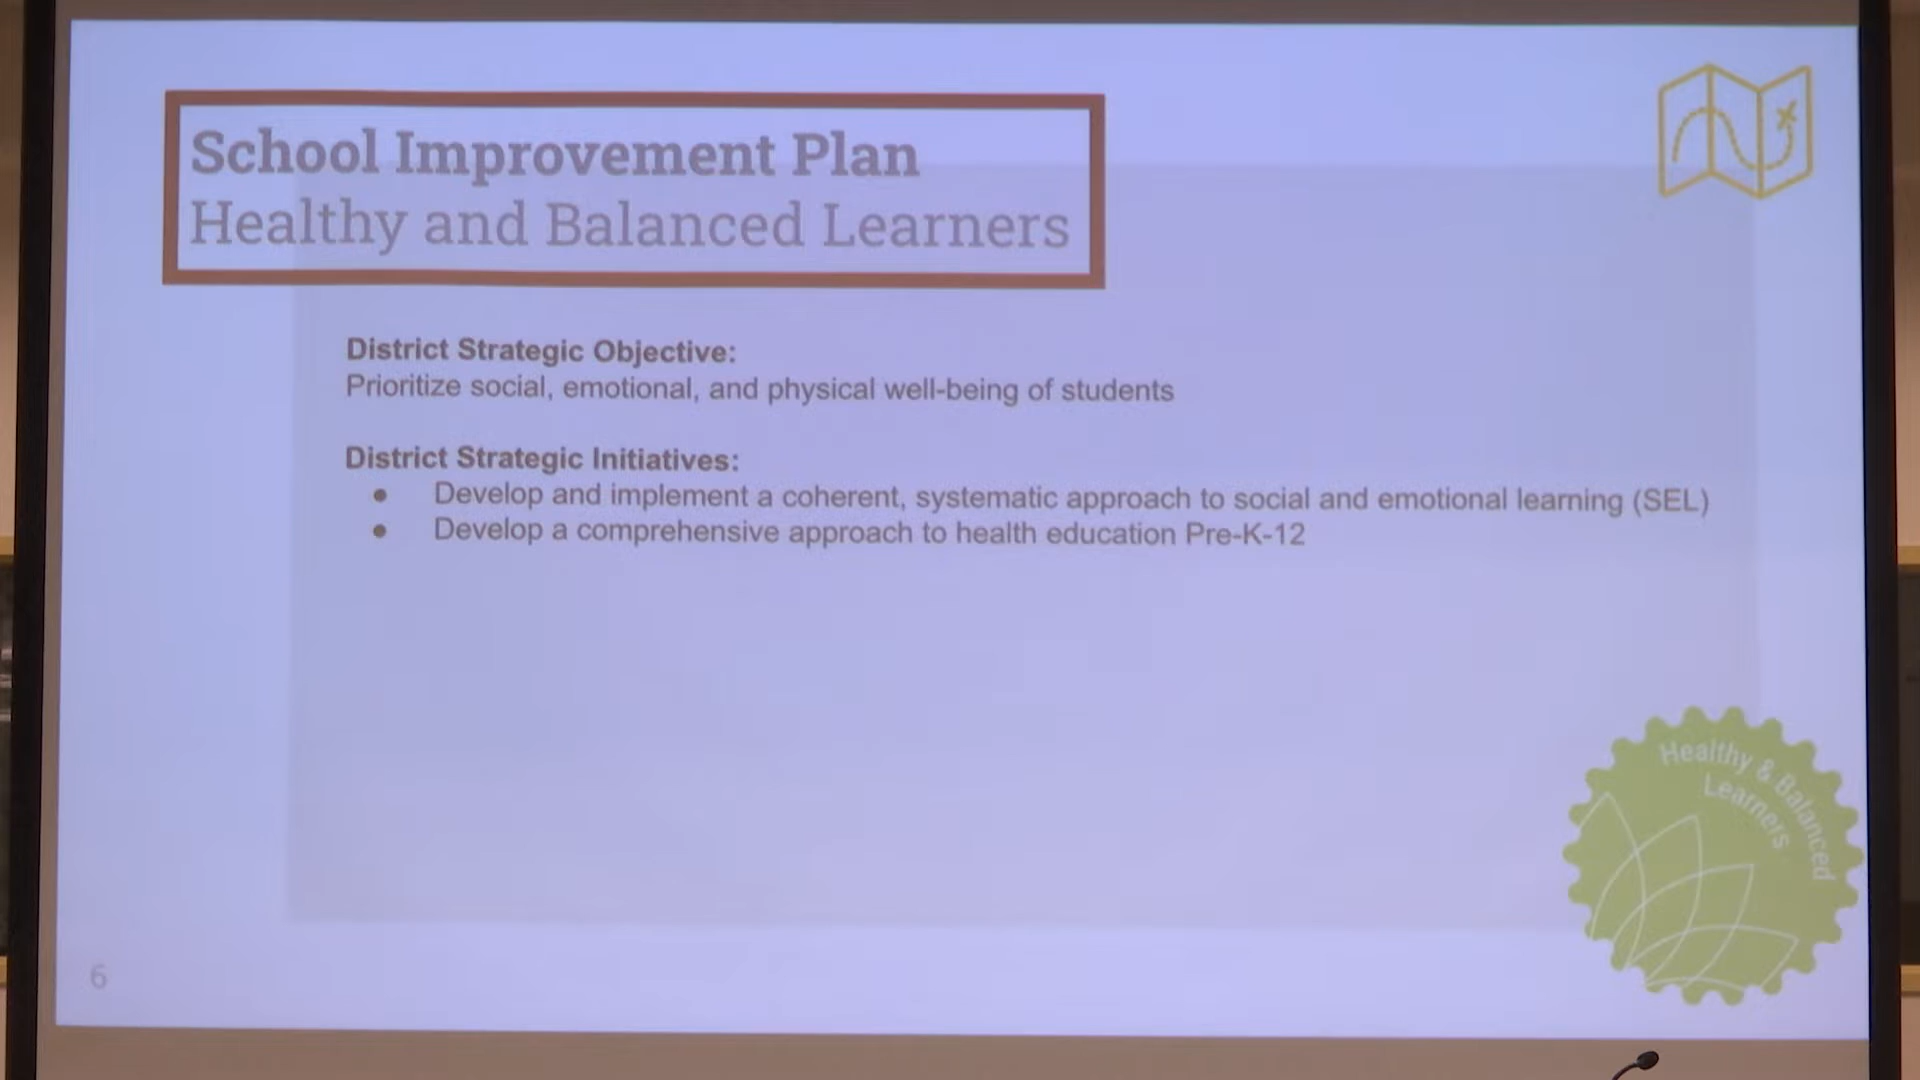 School Improvement Plan
Healthy and Balanced Learners
District Strategic Objective:
Prioritize social, emotional, and physical well-being of students
District Strategic Initiatives:
● Develop and implement a coherent, systematic approach to social and emotional learning (SEL)
● Develop a comprehensive approach to health education Pre-K-12
Healthy & Balanced
Learners
6